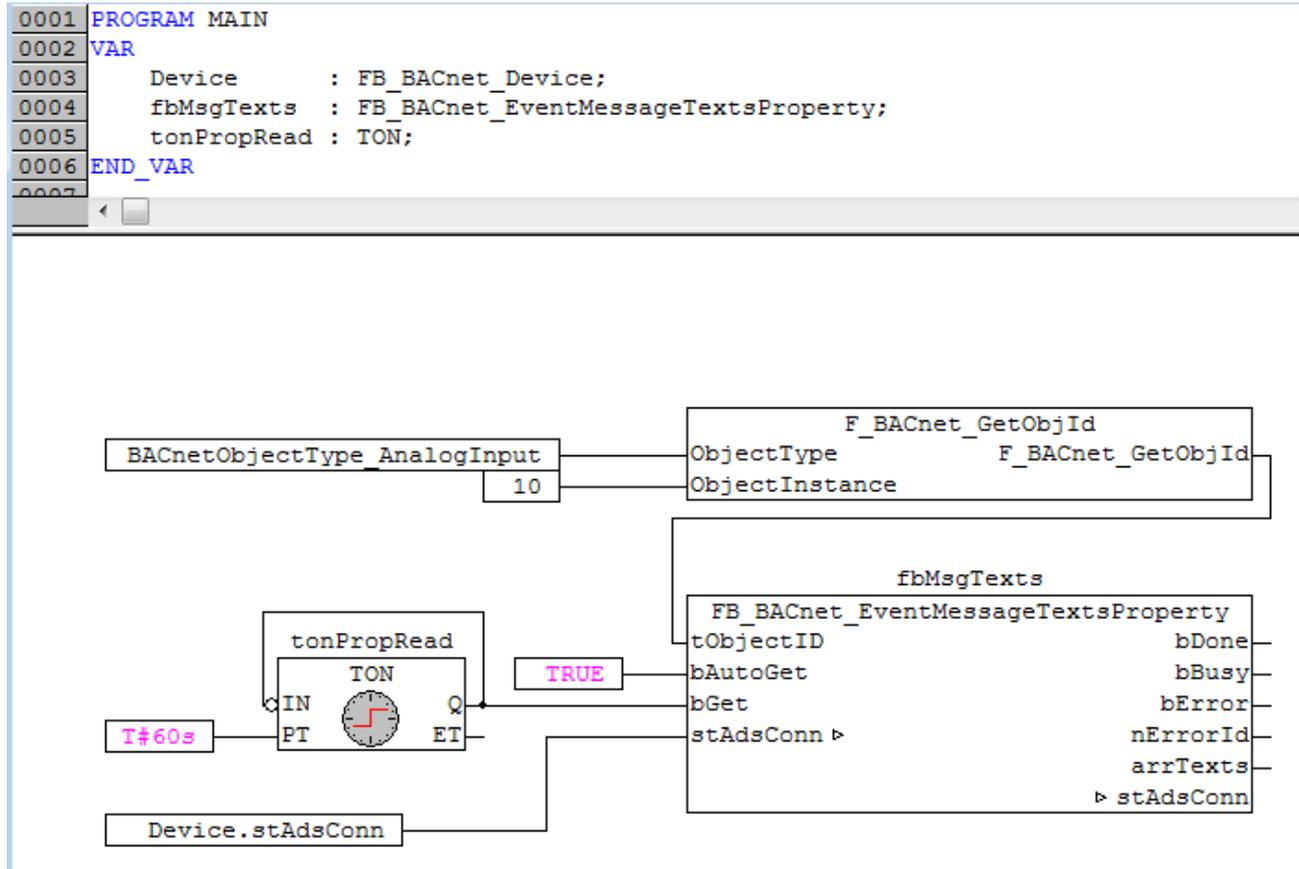 0001 PROGRAM MAIN
0002 VAR
0003 Device : FB_BACnet_Device;
0004 fbMsgTexts : FB_BACnet_EventMessageTextsProperty;
0005 tonPropRead : TON;
0006 END_VAR
0007
F_BACnet_GetObjId
BACnetObjectType_AnalogInput ObjectType F_BACnet_GetObjId
10 ObjectInstance
fbMsgTexts
FB_BACnet_EventMessageTextsProperty
tonPropRead tObjectID bDone
TON TRUE bAutoGet bBusy
IN Q bGet bError
T#60s PT ET stAdsConn nErrorId
arrTexts
stAdsConn
Device.stAdsConn